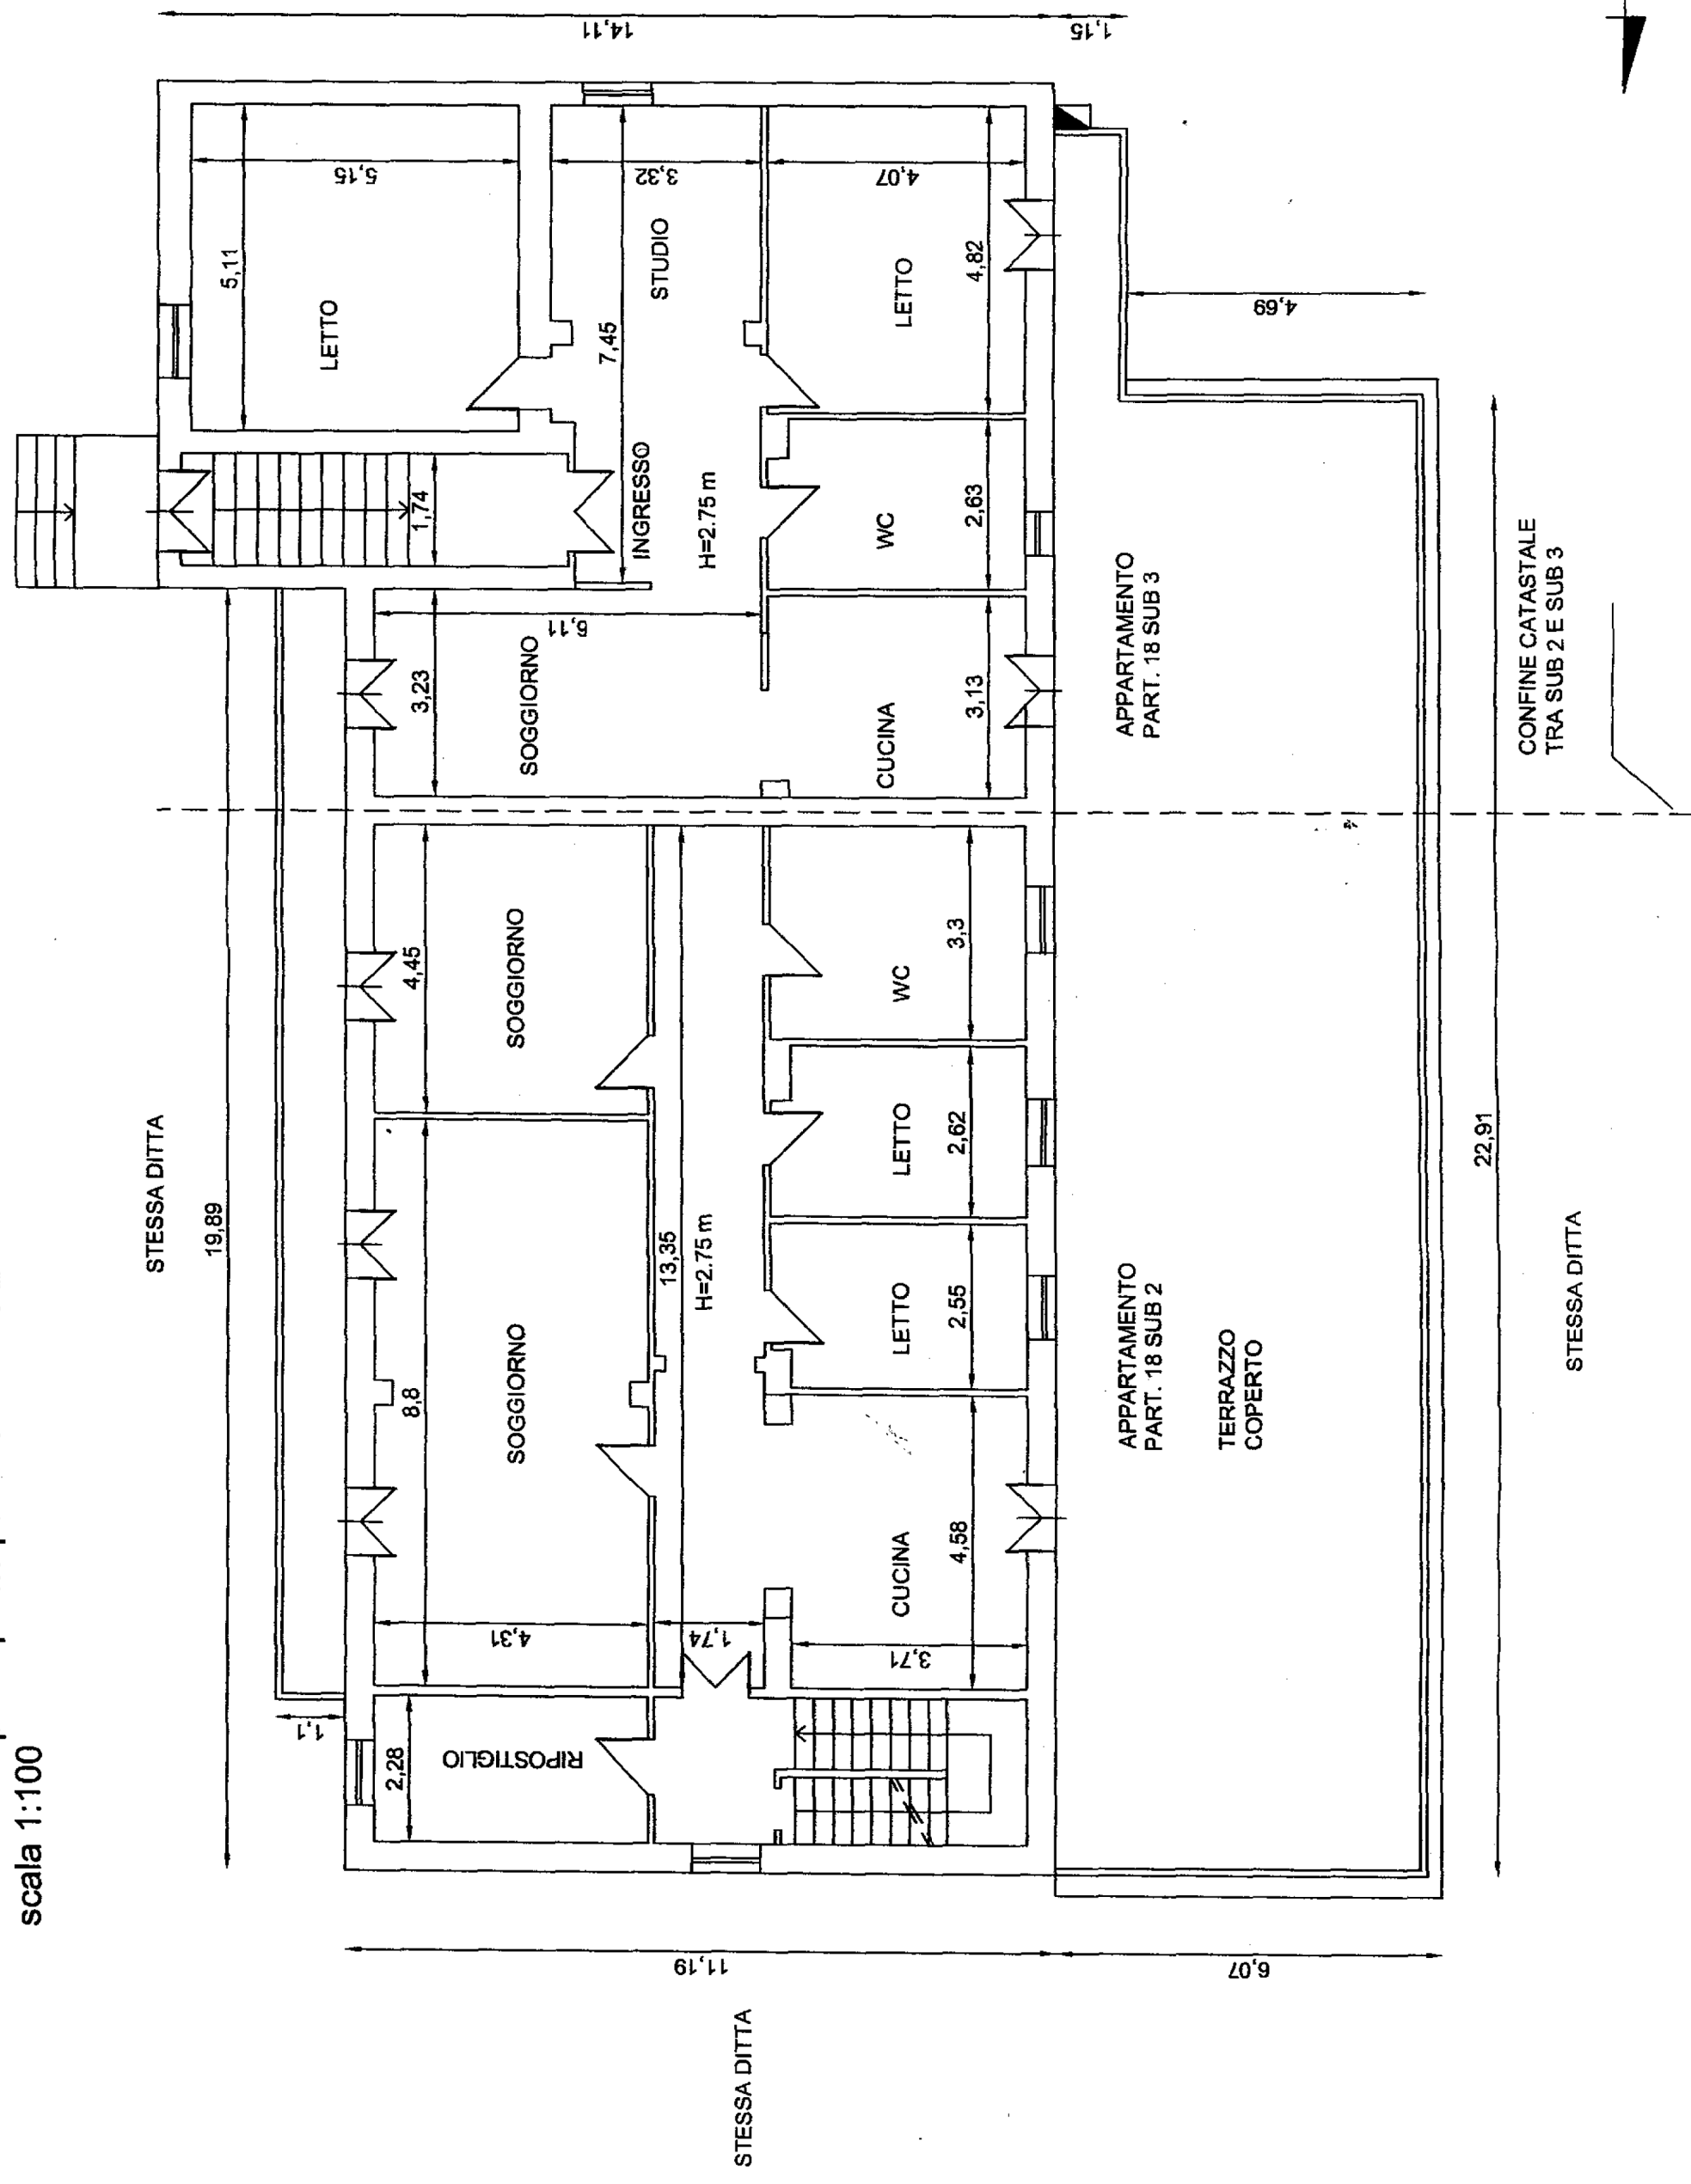 scala 1:100
STESSA DITTA
19,89
1,1
2,28
RIPOSTIGLIO
8,8
SOGGIORNO
4,31
4,45
SOGGIORNO
13,35
H=2.75 m
1,74
CUCINA
4,58
3,71
LETTO
2,55
LETTO
2,62
WC
3,3
3,23
SOGGIORNO
6,11
CUCINA
3,13
1,74
INGRESSO
H=2.75 m
WC
2,63
5,11
LETTO
5,15
7,45
STUDIO
3,32
LETTO
4,82
4,07
14,11
1,15
4,69
APPARTAMENTO
PART. 18 SUB 3
APPARTAMENTO
PART. 18 SUB 2
TERRAZZO
COPERTO
CONFINE CATASTALE
TRA SUB 2 E SUB 3
22,91
STESSA DITTA
11,19
6,07
STESSA DITTA